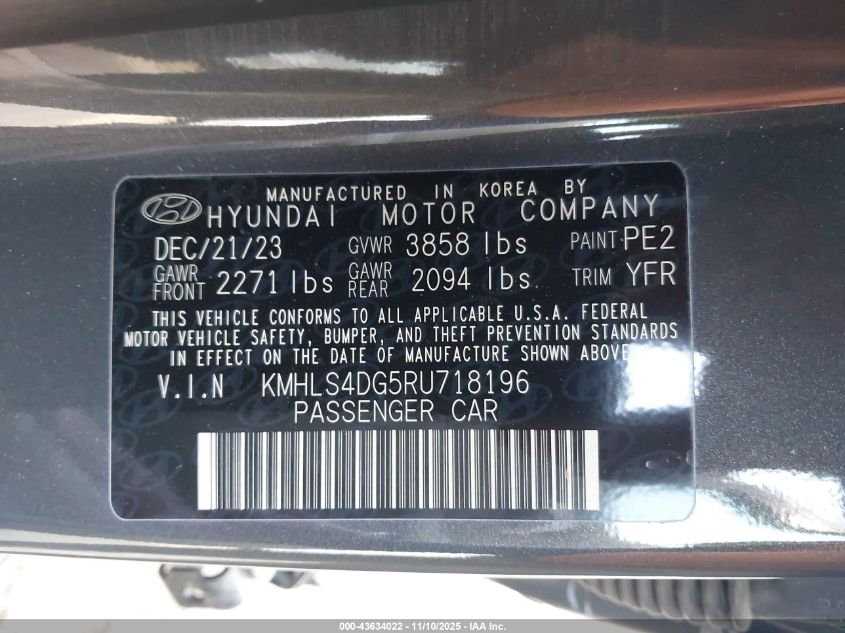 MANUFACTURED IN KOREA BY
HYUNDAI MOTOR COMPANY
DEC/21/23 GVWR 3858 lbs PAINT PE2
GAWR FRONT 2271 lbs GAWR REAR 2094 lbs TRIM YFR
THIS VEHICLE CONFORMS TO ALL APPLICABLE U.S.A. FEDERAL
MOTOR VEHICLE SAFETY, BUMPER, AND THEFT PREVENTION STANDARDS
IN EFFECT ON THE DATE OF MANUFACTURE SHOWN ABOVE
V.I.N KMHLS4DG5RU718196
PASSENGER CAR
000-43634022 — 11/10/2025 - IAA Inc.